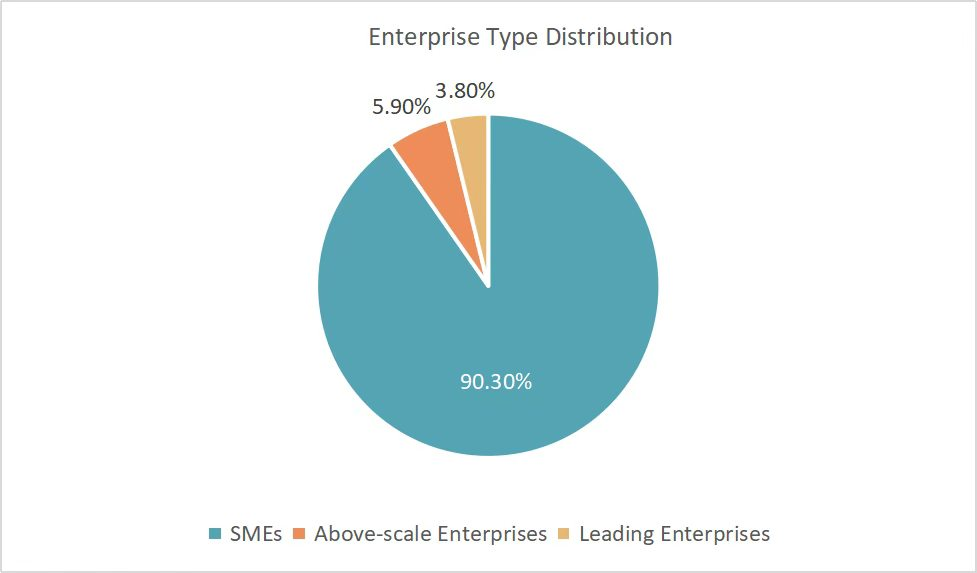 Enterprise Type Distribution
3.80%
5.90%
90.30%
SMEs Above-scale Enterprises Leading Enterprises